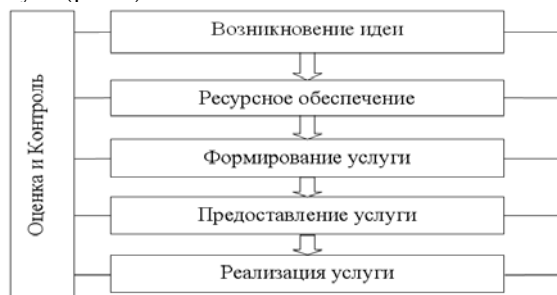 Возникновение идеи
Ресурсное обеспечение
Формирование услуги
Предоставление услуги
Реализация услуги
Оценка и Контроль